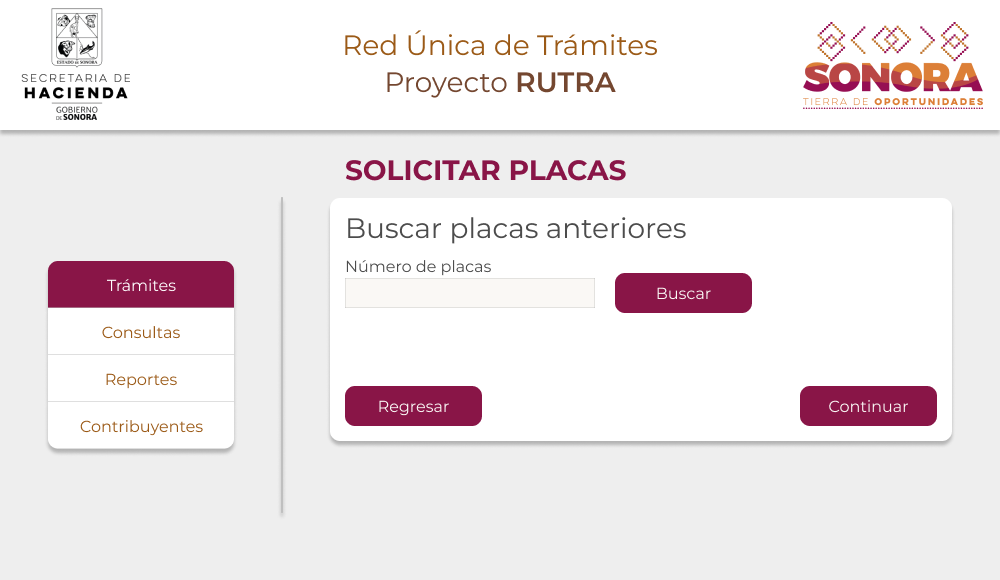 ESTADO DE SONORA
SECRETARIA DE
HACIENDA
GOBIERNO
DE SONORA
Red Única de Trámites
Proyecto RUTRA
SONORA
TIERRA DE OPORTUNIDADES
SOLICITAR PLACAS
Trámites
Consultas
Reportes
Contribuyentes
Buscar placas anteriores
Número de placas
Buscar
Regresar
Continuar